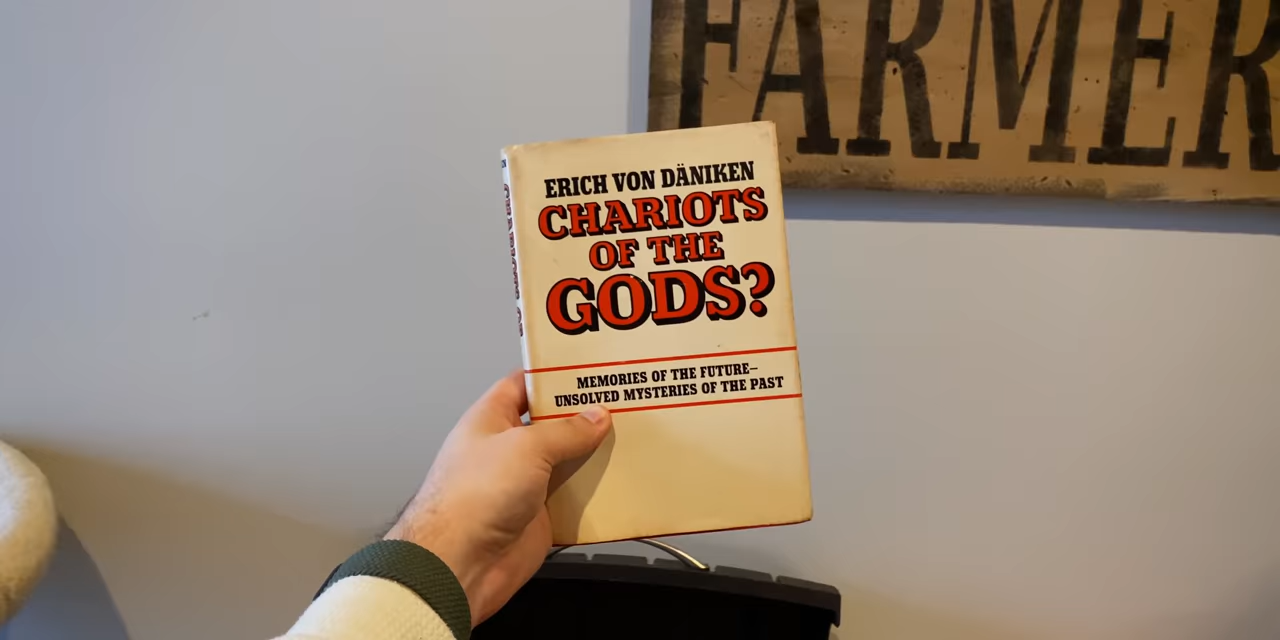 FARMER
ERICH VON DÄNIKEN
CHARIOTS
OF THE
GODS?
MEMORIES OF THE FUTURE—
UNSOLVED MYSTERIES OF THE PAST